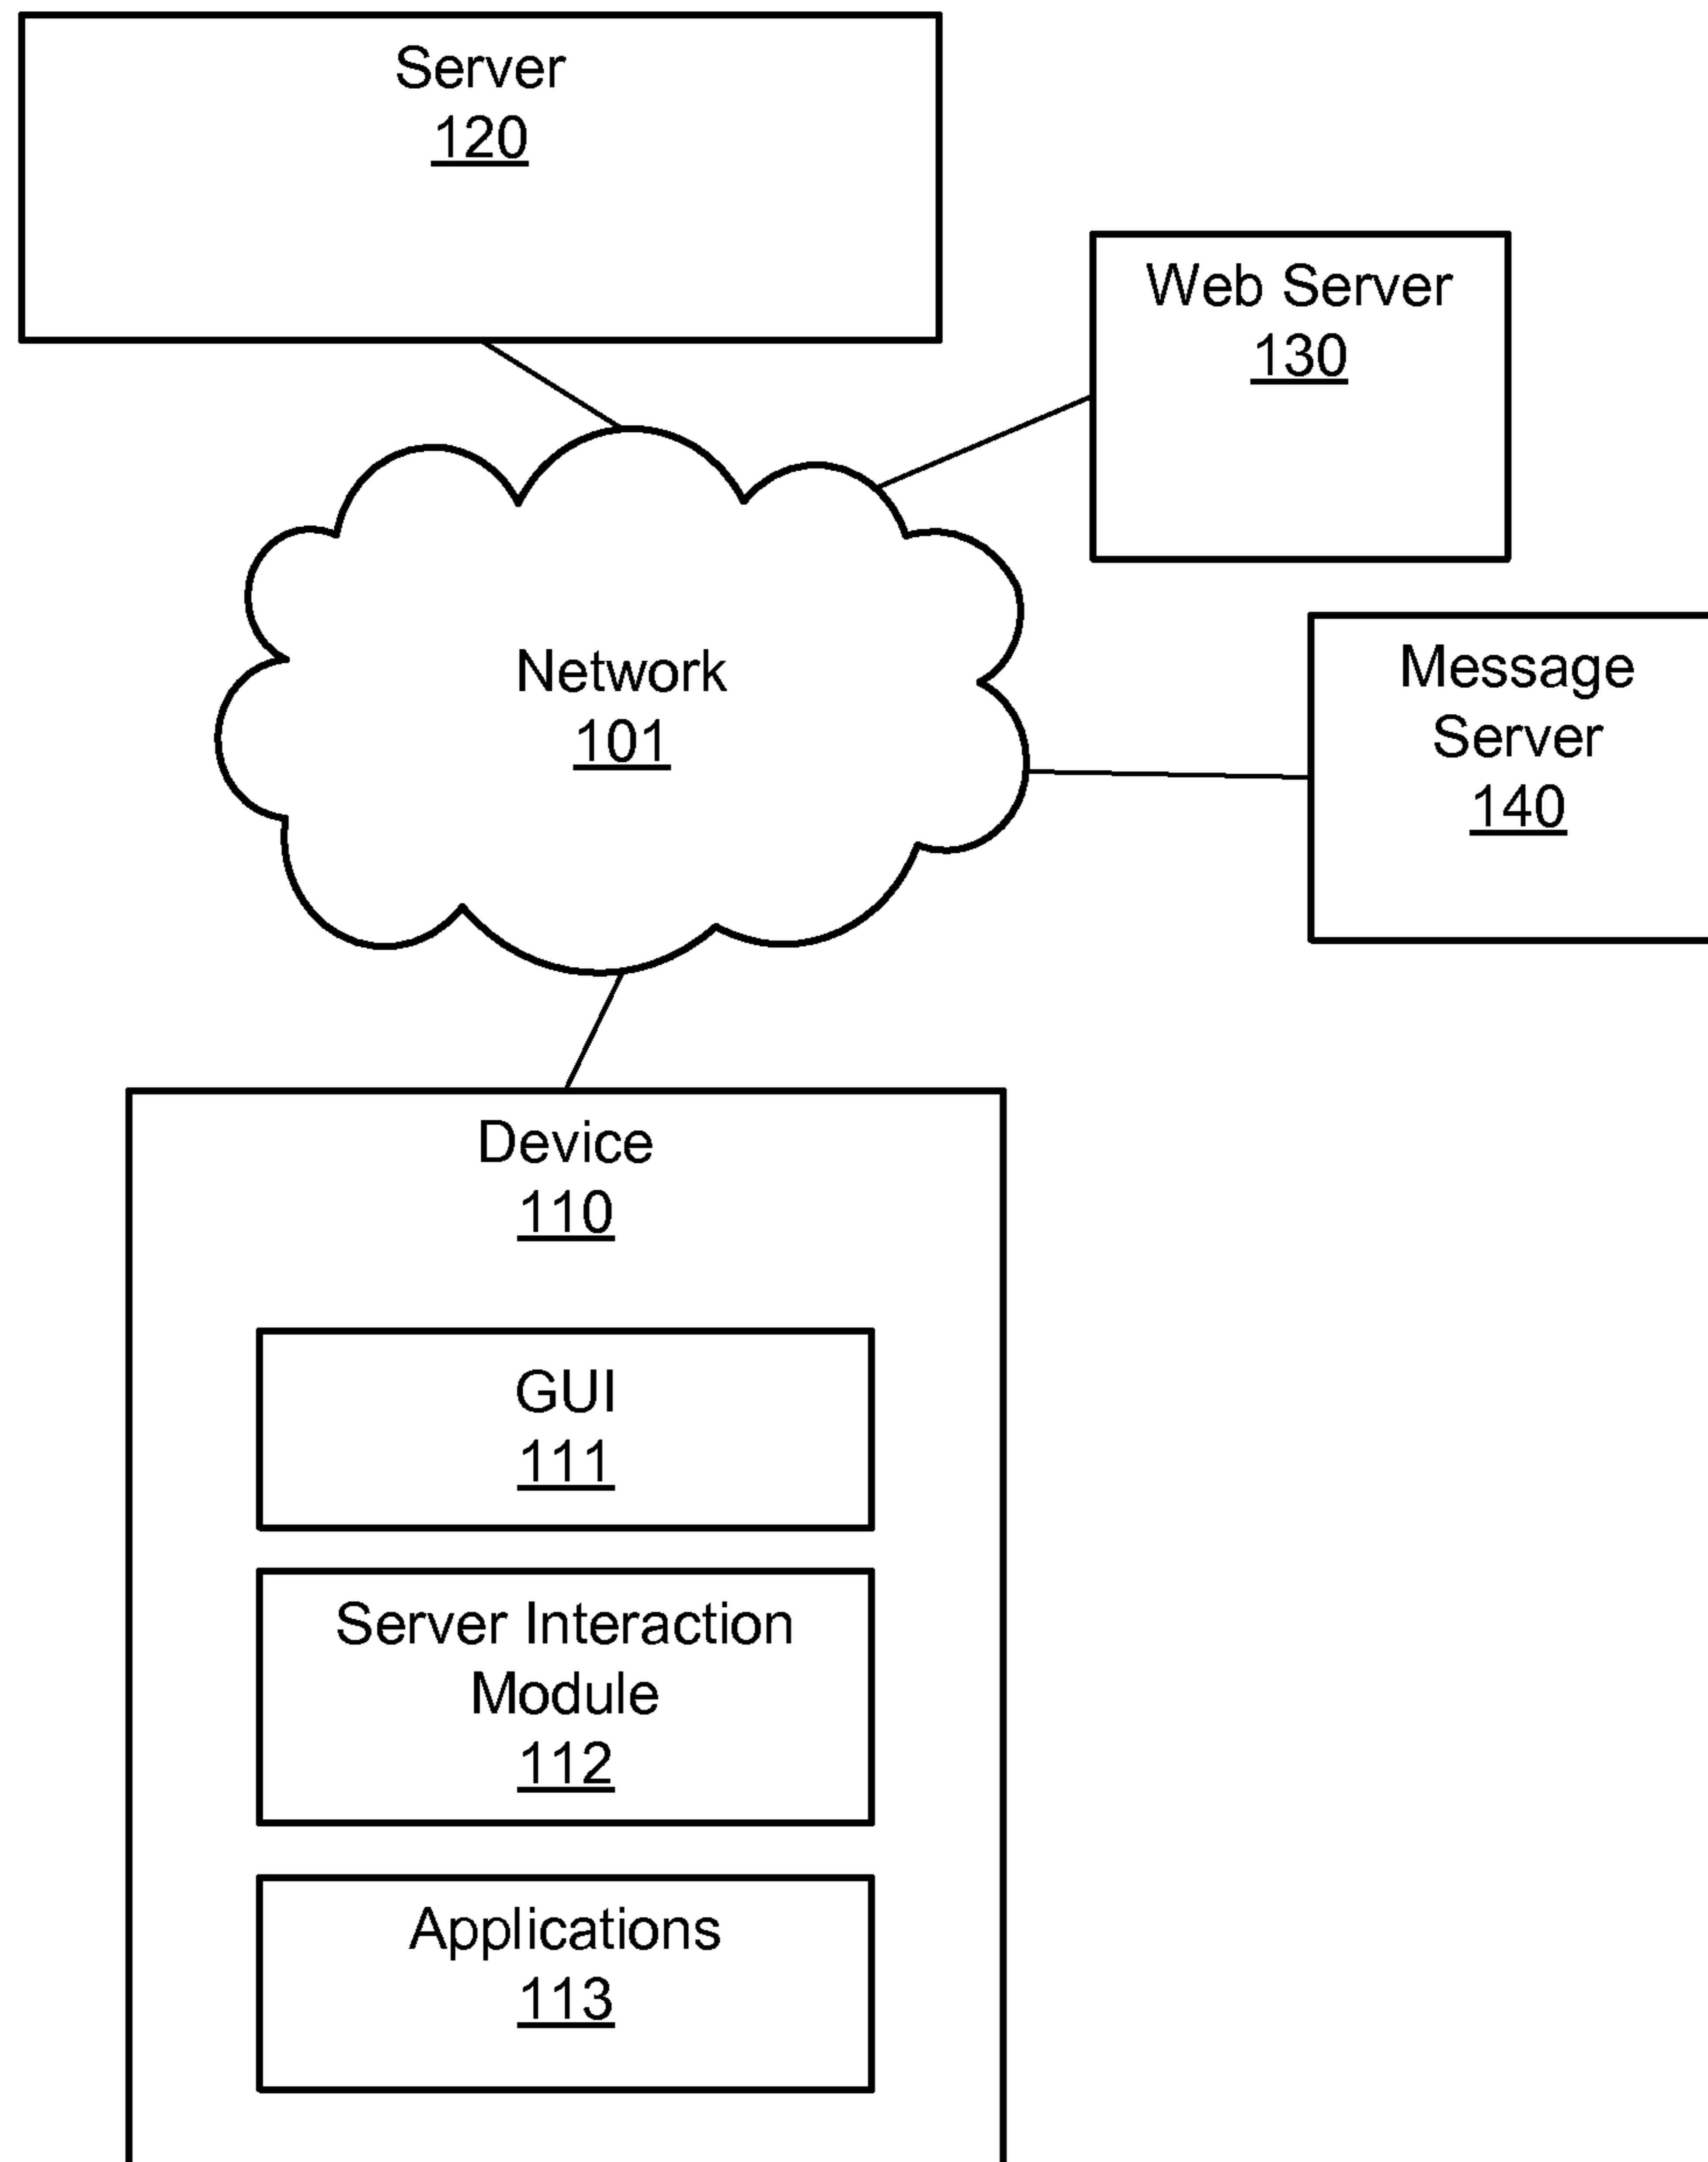 Server
120
Web Server
130
Network
101
Message
Server
140
Device
110
GUI
111
Server Interaction
Module
112
Applications
113